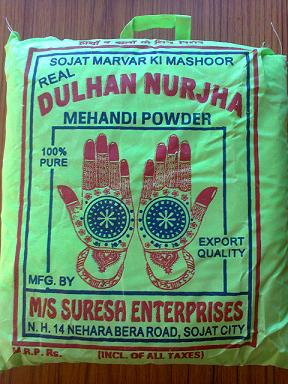 SOJAT MARVAR KI MASHOOR
REAL
DULHAN NURJHA
MEHANDI POWDER
100%
PURE
EXPORT
QUALITY
MFG. BY
M/S SURESH ENTERPRISES
N. H. 14 NEHARA BERA ROAD, SOJAT CITY
M.R.P. Rs. (INCL. OF ALL TAXES)